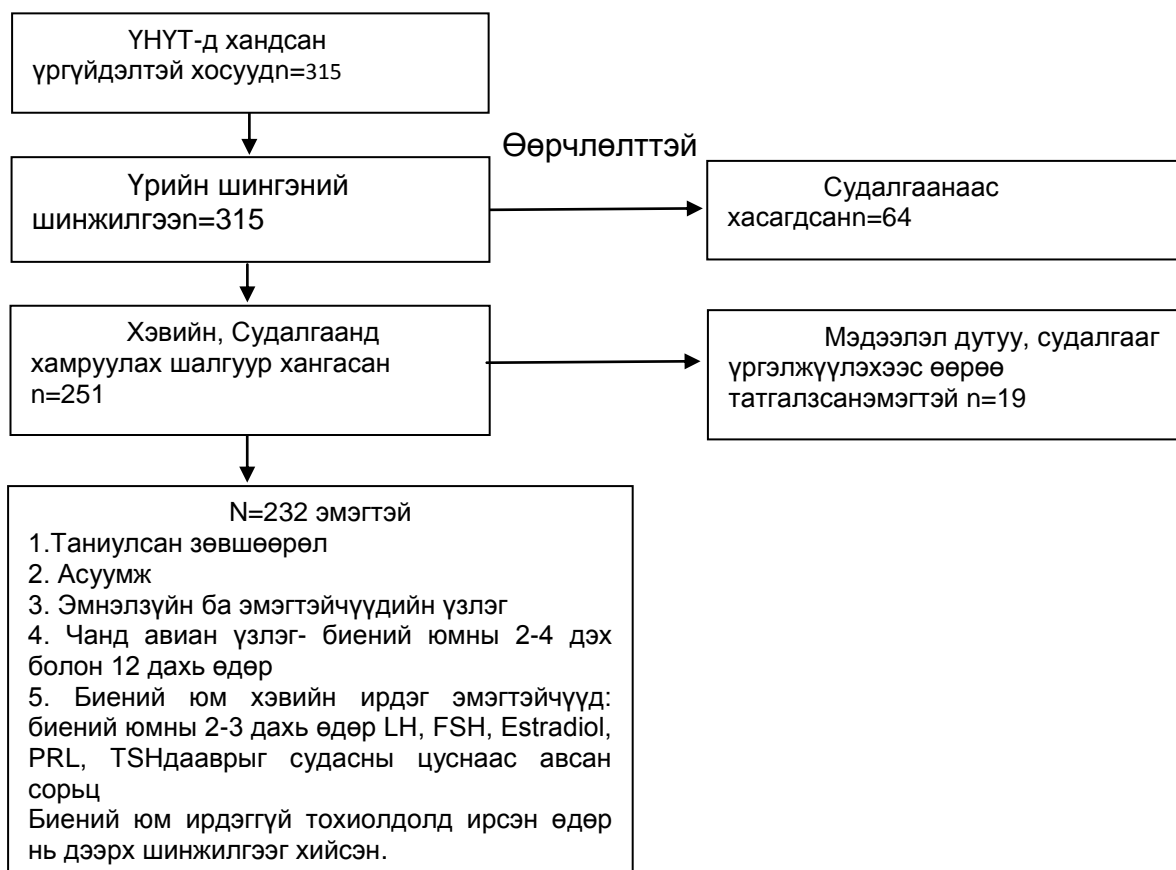 ҮНҮТ-д хандсан
үргүйдэлтэй хосуудn=315
Үрийн шингэний
шинжилгээn=315
Өөрчлөлттэй
Судалгаанаас
хасагдсанn=64
Хэвийн, Судалгаанд
хамруулах шалгуур хангасан
n=251
Мэдээлэл дутуу, судалгааг
үргэлжүүлэхээс өөрөө
татгалзсанэмэгтэй n=19
N=232 эмэгтэй
1.Таниулсан зөвшөөрөл
2. Асуумж
3. Эмнэлзүйн ба эмэгтэйчүүдийн үзлэг
4. Чанд авиан үзлэг- биений юмны 2-4 дэх
болон 12 дахь өдөр
5. Биений юм хэвийн ирдэг эмэгтэйчүүд:
биений юмны 2-3 дахь өдөр LH, FSH, Estradiol,
PRL, TSHдааврыг судасны цуснаас авсан
сорьц
Биений юм ирдэггүй тохиолдолд ирсэн өдөр
нь дээрх шинжилгээг хийсэн.